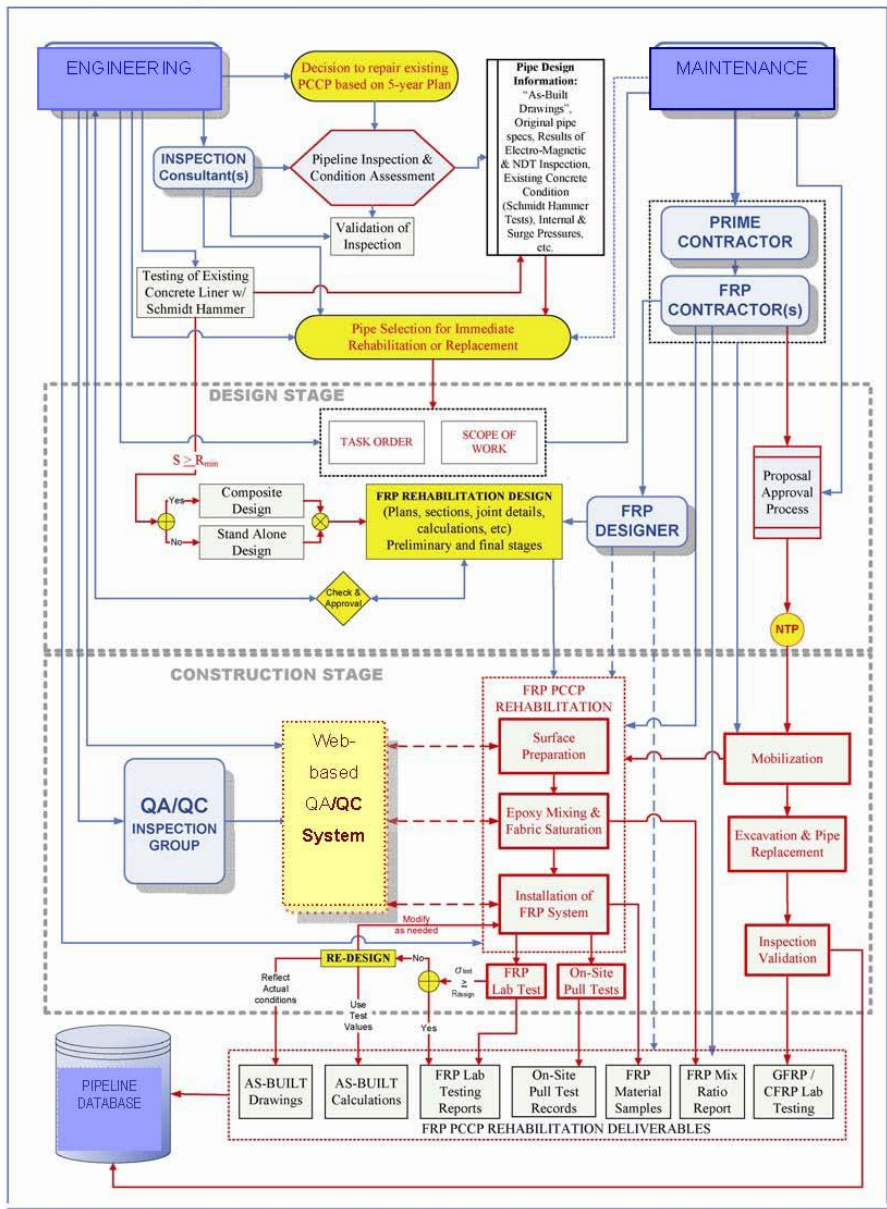 ENGINEERING
Decision to repair existing
PCCP based on 5-year Plan
Pipe Design
Information:
"As-Built
Drawings",
Original pipe
specs, Results of
Electro-Magnetic
& NDT Inspection,
Existing Concrete
Condition
(Schmidt Hammer
Tests), Internal &
Surge Pressures,
etc.
MAINTENANCE
INSPECTION
Consultant(s)
Pipeline Inspection &
Condition Assessment
Validation of
Inspection
PRIME
CONTRACTOR
FRP
CONTRACTOR(s)
Testing of Existing
Concrete Liner w/
Schmidt Hammer
Pipe Selection for Immediate
Rehabilitation or Replacement
DESIGN STAGE
TASK ORDER
SCOPE OF
WORK
S ≥ Rmin
Proposal
Approval
Process
Yes
Composite
Design
No
Stand Alone
Design
FRP REHABILITATION DESIGN
(Plans, sections, joint details,
calculations, etc)
Preliminary and final stages
FRP
DESIGNER
Check &
Approval
NTP
CONSTRUCTION STAGE
FRP PCCP
REHABILITATION
Web-
based
QA/QC
System
Surface
Preparation
Mobilization
QA/QC
INSPECTION
GROUP
Epoxy Mixing &
Fabric Saturation
Excavation & Pipe
Replacement
Installation of
FRP System
Modify
as needed
Inspection
Validation
RE-DESIGN
No
σtest
≥
Rdesign
FRP
Lab Test
On-Site
Pull Tests
Reflect
Actual
conditions
Use
Test
Values
Yes
PIPELINE
DATABASE
AS-BUILT
Drawings
AS-BUILT
Calculations
FRP Lab
Testing
Reports
On-Site
Pull Test
Records
FRP
Material
Samples
FRP Mix
Ratio
Report
GFRP /
CFRP Lab
Testing
FRP PCCP REHABILITATION DELIVERABLES